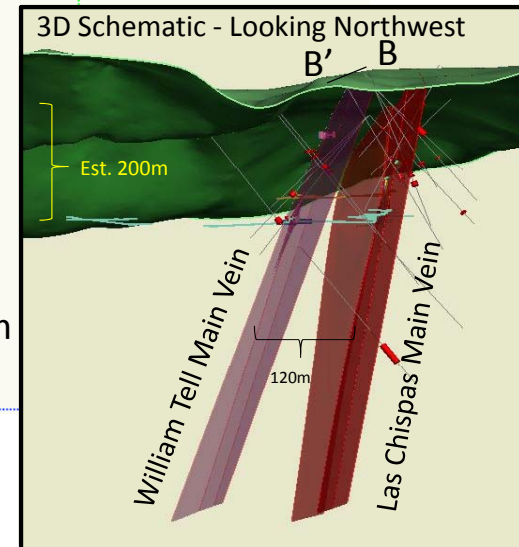 3D Schematic - Looking Northwest
B' B
Est. 200m
William Tell Main Vein
120m
Las Chispas Main Vein